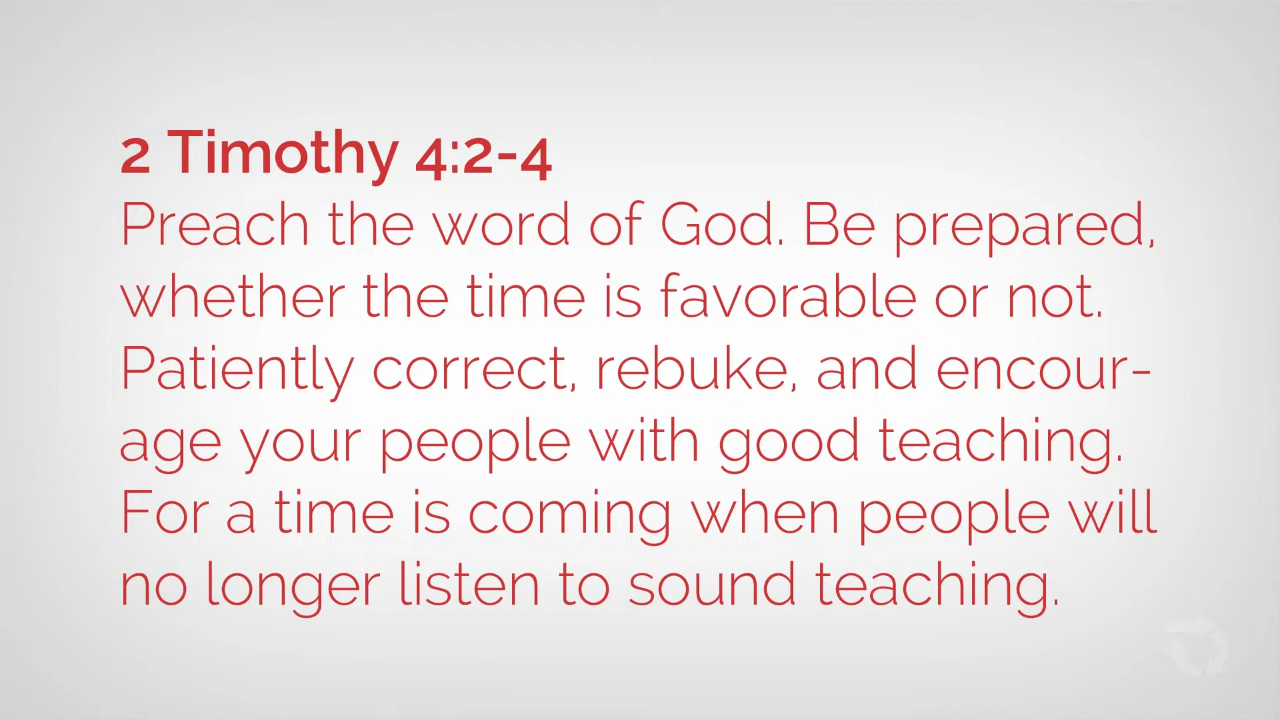 2 Timothy 4:2-4
Preach the word of God. Be prepared,
whether the time is favorable or not.
Patiently correct, rebuke, and encour-
age your people with good teaching.
For a time is coming when people will
no longer listen to sound teaching.